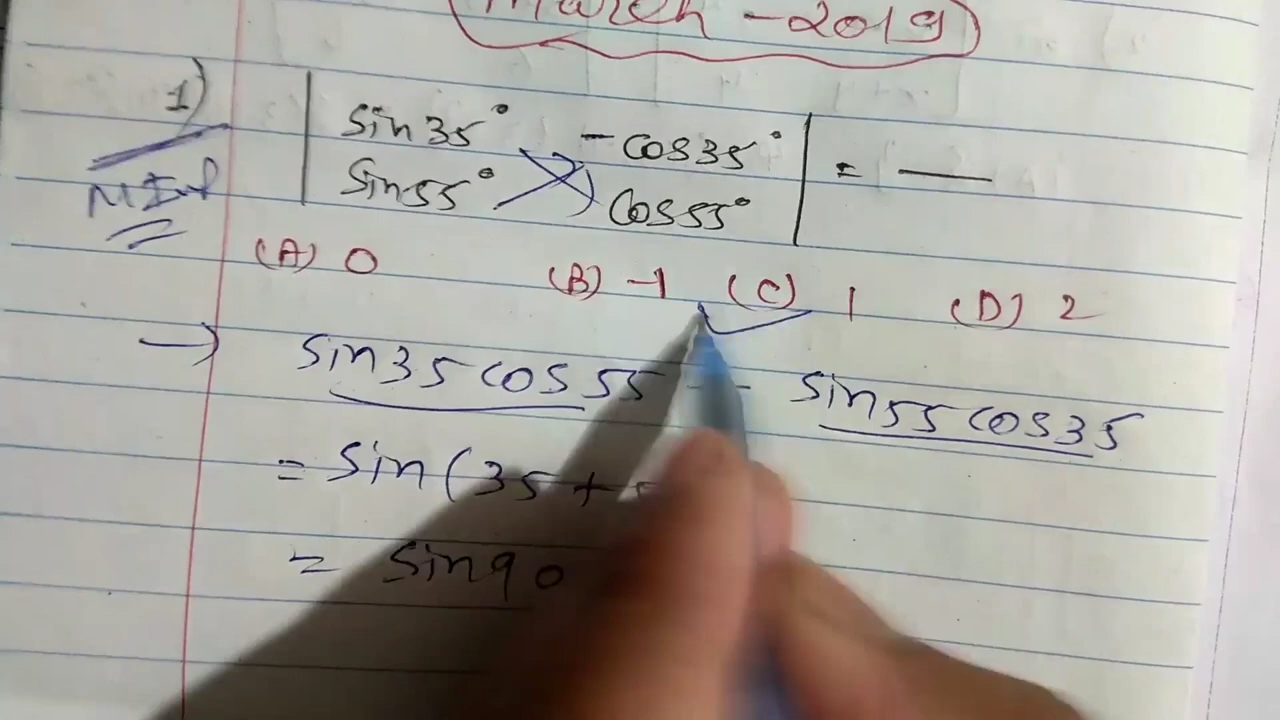 March - 2019
1) | sin35° -cos35° | = ___
M.Imp | sin55° cos55° |
(A) 0 (B) -1 (C) 1 (D) 2
→ sin35 cos55 - sin55 cos35
= sin(35 +
= sin90